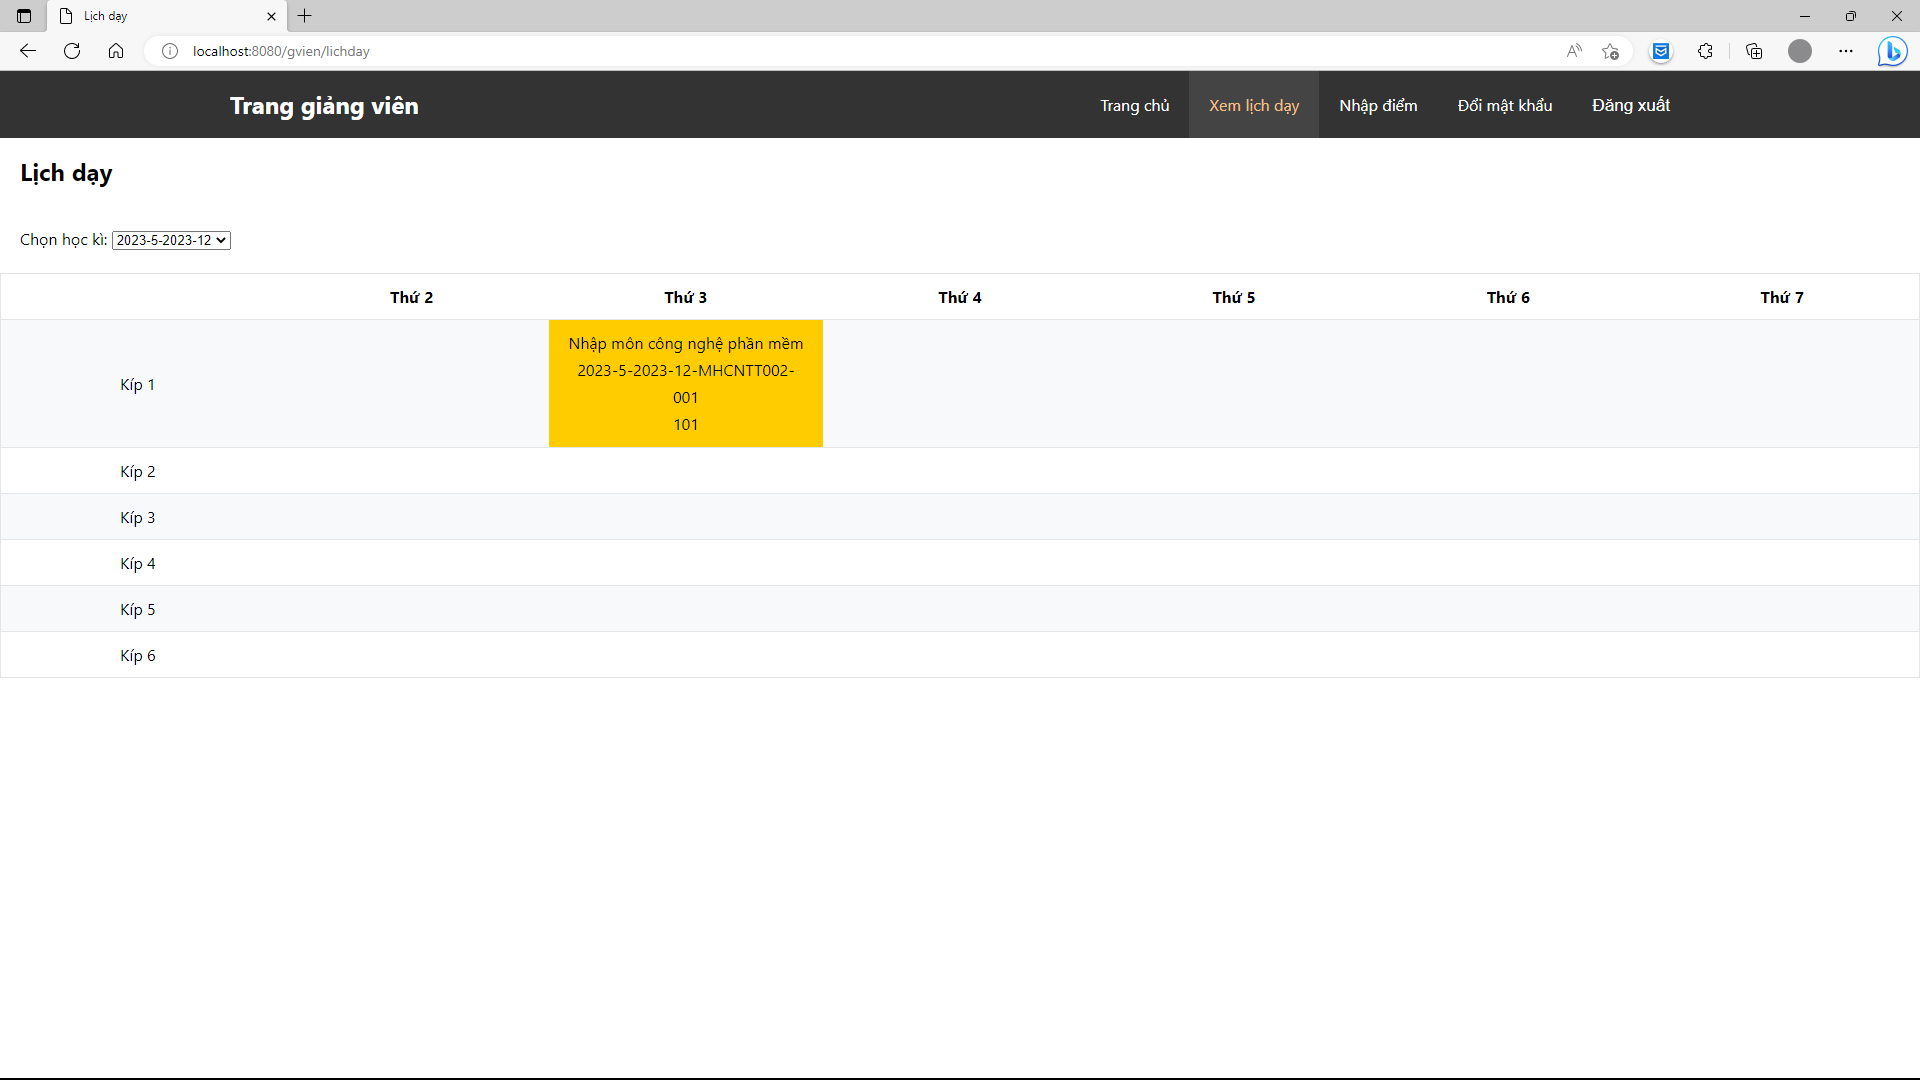 Lịch dạy
localhost:8080/gvien/lichday
Trang giảng viên
Trang chủ
Xem lịch dạy
Nhập điểm
Đổi mật khẩu
Đăng xuất
Lịch dạy
Chọn học kì: 2023-5-2023-12
Thứ 2 Thứ 3 Thứ 4 Thứ 5 Thứ 6 Thứ 7
Kíp 1
Nhập môn công nghệ phần mềm
2023-5-2023-12-MHCNTT002-
001
101
Kíp 2
Kíp 3
Kíp 4
Kíp 5
Kíp 6